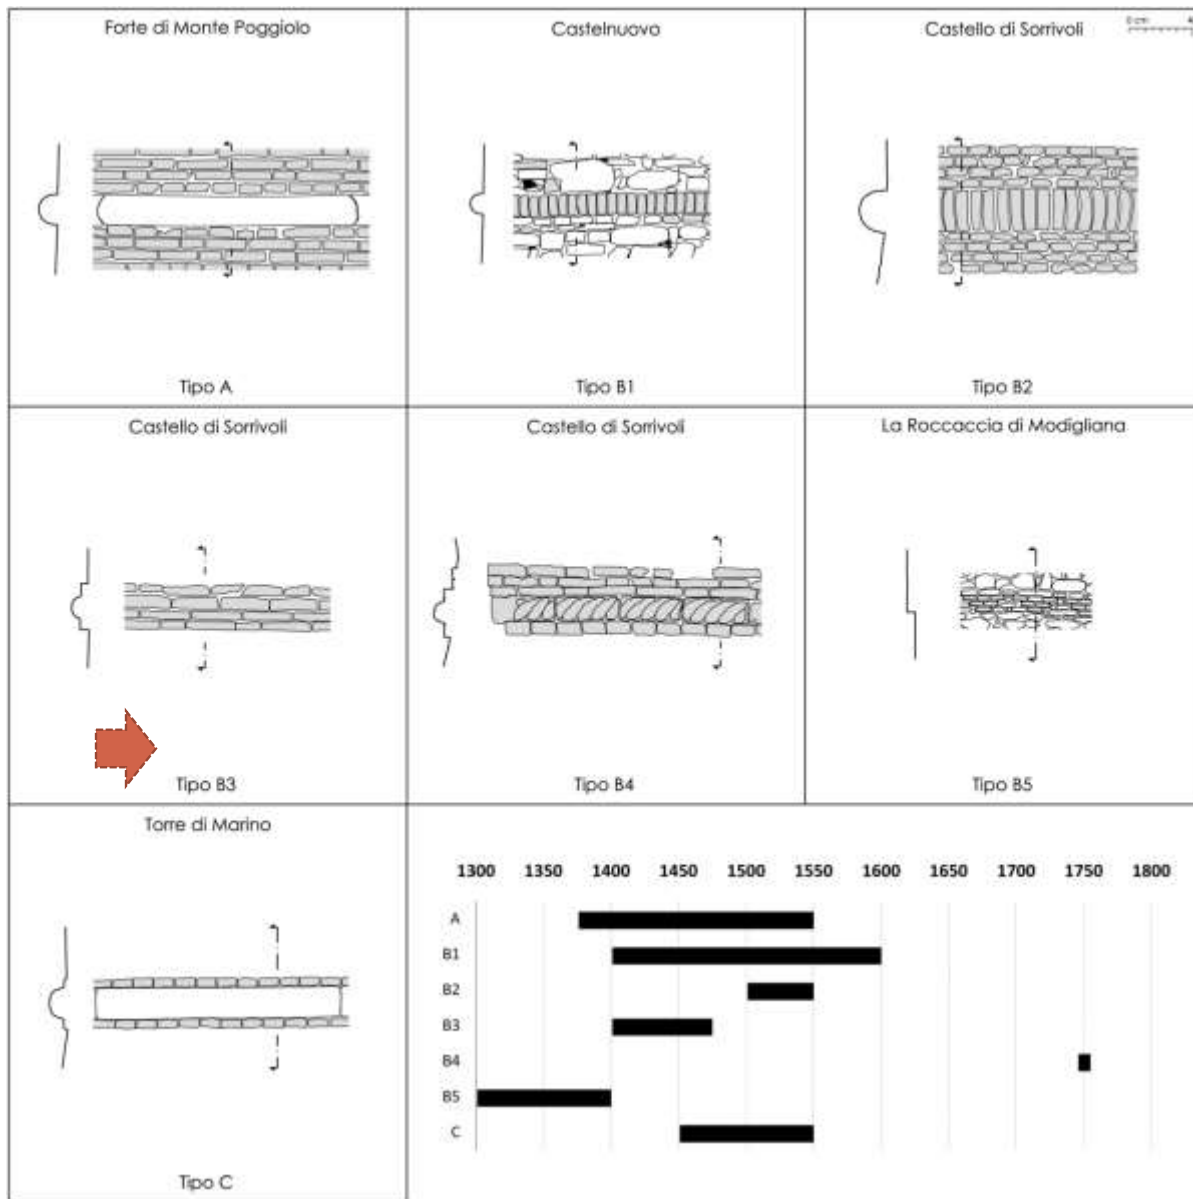 Forte di Monte Poggiolo
Tipo A
Castelnuovo
Tipo B1
Castello di Sorrivoli
0 cm
Tipo B2
Castello di Sorrivoli
Tipo B3
Castello di Sorrivoli
Tipo B4
La Roccaccia di Modigliana
Tipo B5
Torre di Marino
Tipo C
1300 1350 1400 1450 1500 1550 1600 1650 1700 1750 1800
A
B1
B2
B3
B4
B5
C